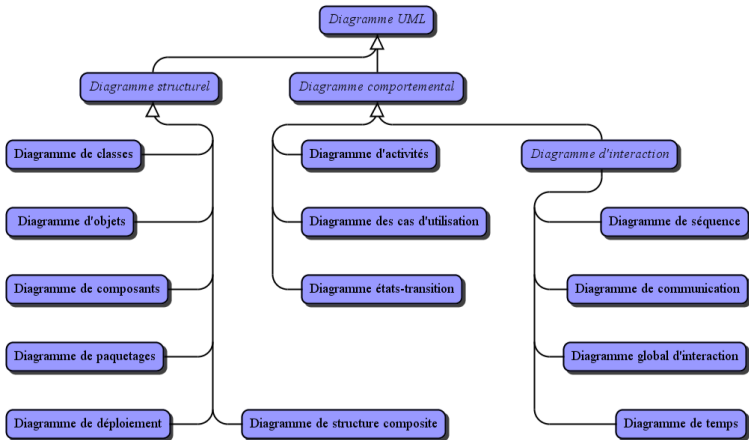 Diagramme UML
Diagramme structurel
Diagramme comportemental
Diagramme de classes
Diagramme d'activités
Diagramme d'interaction
Diagramme d'objets
Diagramme des cas d'utilisation
Diagramme de séquence
Diagramme de composants
Diagramme états-transition
Diagramme de communication
Diagramme de paquetages
Diagramme global d'interaction
Diagramme de déploiement
Diagramme de structure composite
Diagramme de temps